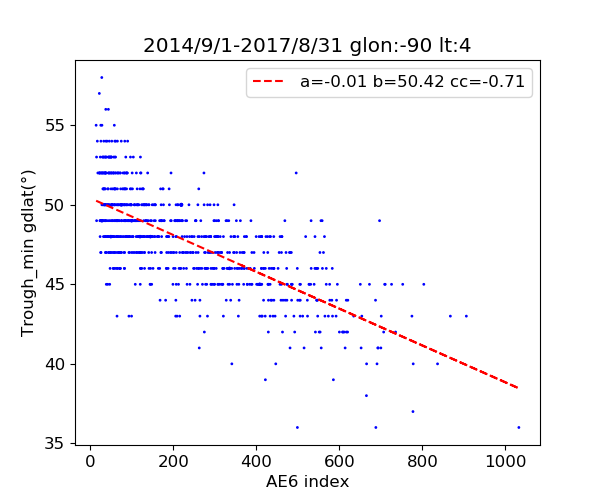 2014/9/1-2017/8/31 glon:-90 lt:4
a=-0.01 b=50.42 cc=-0.71
55
50
45
40
35
Trough_min gdlat(°)
0 200 400 600 800 1000
AE6 index